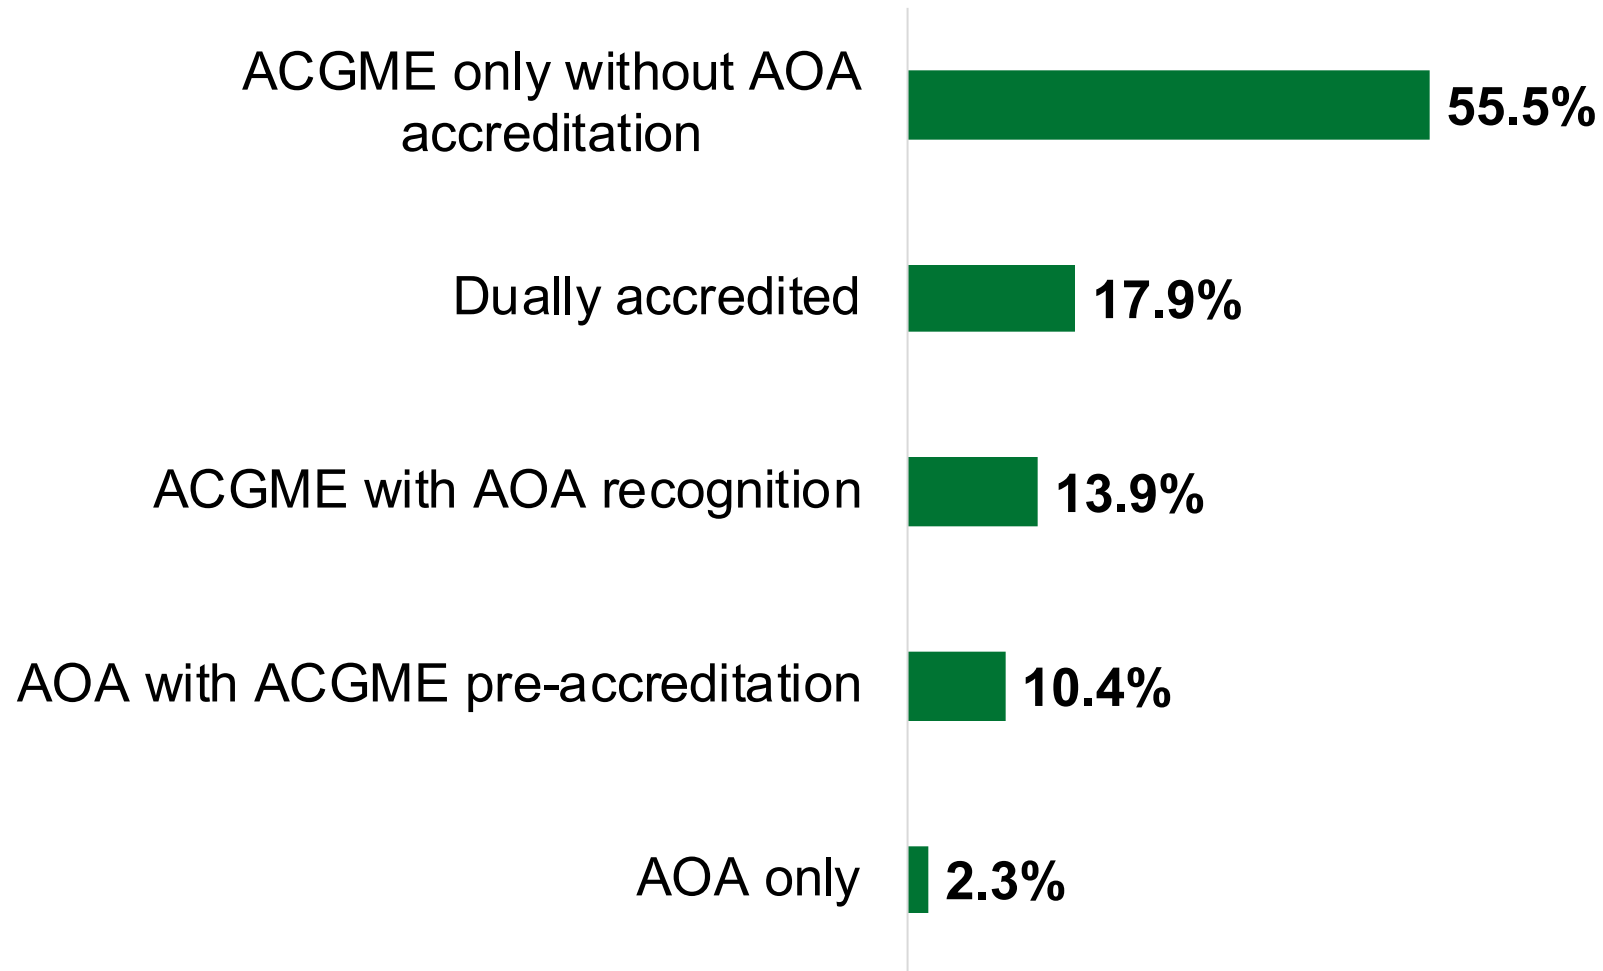 ACGME only without AOA
accreditation
55.5%
Dually accredited
17.9%
ACGME with AOA recognition
13.9%
AOA with ACGME pre-accreditation
10.4%
AOA only
2.3%